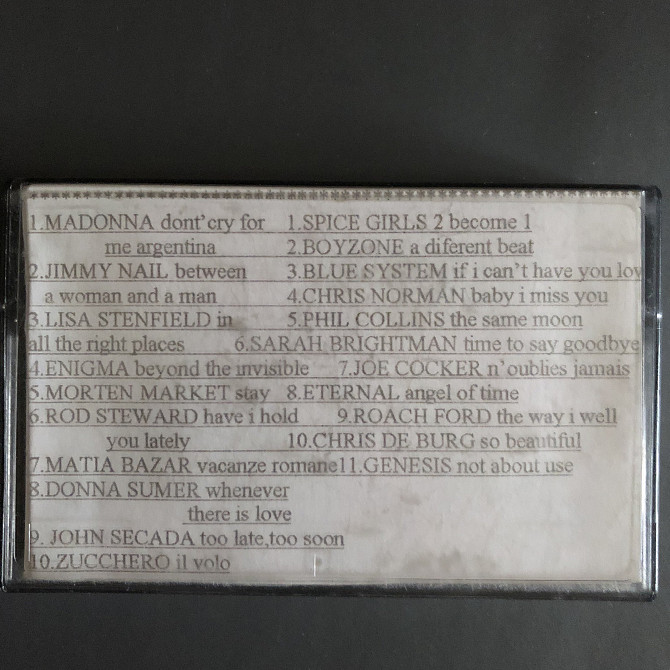 1.MADONNA dont'cry for
me argentina
2.JIMMY NAIL between
a woman and a man
3.LISA STENFIELD in
all the right places
4.ENIGMA beyond the invisible
5.MORTEN MARKET stay
6.ROD STEWARD have i hold
you lately
7.MATIA BAZAR vacanze romane
8.DONNA SUMER whenever
there is love
9. JOHN SECADA too late,too soon
10.ZUCCHERO il volo
1.SPICE GIRLS 2 become 1
2.BOYZONE a diferent beat
3.BLUE SYSTEM if i can't have you lov
4.CHRIS NORMAN baby i miss you
5.PHIL COLLINS the same moon
6.SARAH BRIGHTMAN time to say goodbye
7.JOE COCKER n'oublies jamais
8.ETERNAL angel of time
9.ROACH FORD the way i well
10.CHRIS DE BURG so beautiful
11.GENESIS not about use